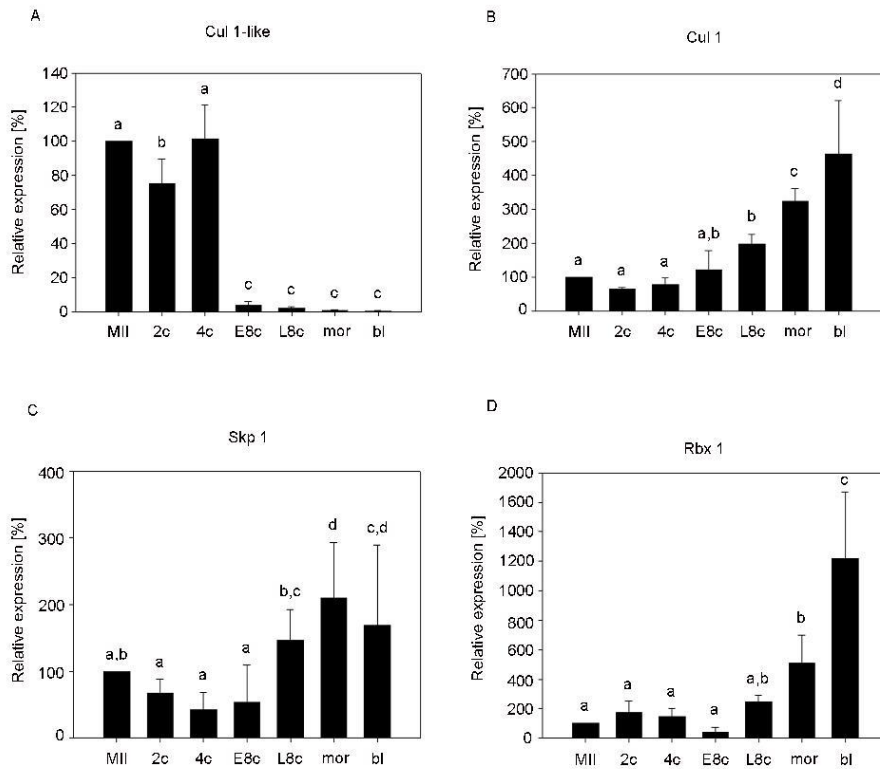 A
Cul 1-like
Relative expression [%]
140
120
100
80
60
40
20
0
a
b
a
c
c
c
c
MII 2c 4c E8c L8c mor bl
B
Cul 1
Relative expression [%]
700
600
500
400
300
200
100
0
a
a
a
a,b
b
c
d
MII 2c 4c E8c L8c mor bl
C
Skp 1
Relative expression [%]
400
300
200
100
0
a,b
a
a
a
b,c
d
c,d
MII 2c 4c E8c L8c mor bl
D
Rbx 1
Relative expression [%]
2000
1600
1400
1200
1000
800
600
400
200
0
a
a
a
a
a,b
b
c
MII 2c 4c E8c L8c mor bl